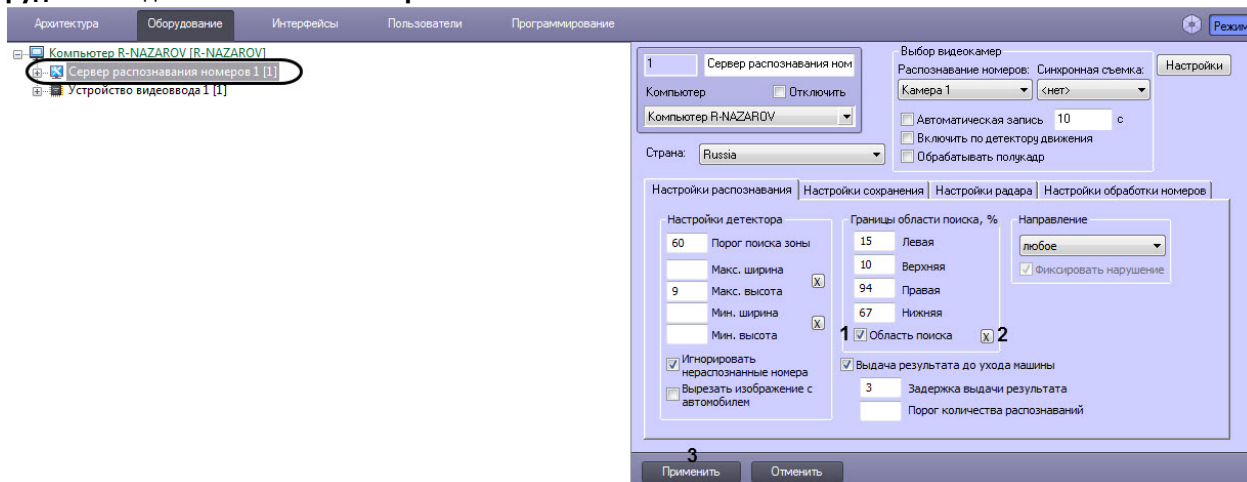 Архитектура Оборудование Интерфейсы Пользователи Программирование Режим
Компьютер R-NAZAROV [R-NAZAROV]
Сервер распознавания номеров 1 [1]
Устройство видеоввода 1 [1]
1 Сервер распознавания ном
Компьютер Отключить
Компьютер R-NAZAROV
Страна: Russia
Выбор видеокамер
Распознавание номеров: Синхронная съемка: Настройки
Камера 1 <нет>
Автоматическая запись 10 с
Включить по детектору движения
Обрабатывать полукадр
Настройки распознавания Настройки сохранения Настройки радара Настройки обработки номеров
Настройки детектора
60 Порог поиска зоны
Макс. ширина
X
9 Макс. высота
Мин. ширина
X
Мин. высота
Игнорировать
нераспознанные номера
Вырезать изображение с
автомобилем
Границы области поиска, %
15 Левая
10 Верхняя
94 Правая
67 Нижняя
1 Область поиска X 2
Направление
любое
Фиксировать нарушение
Выдача результата до ухода машины
3 Задержка выдачи результата
Порог количества распознаваний
3
Применить Отменить